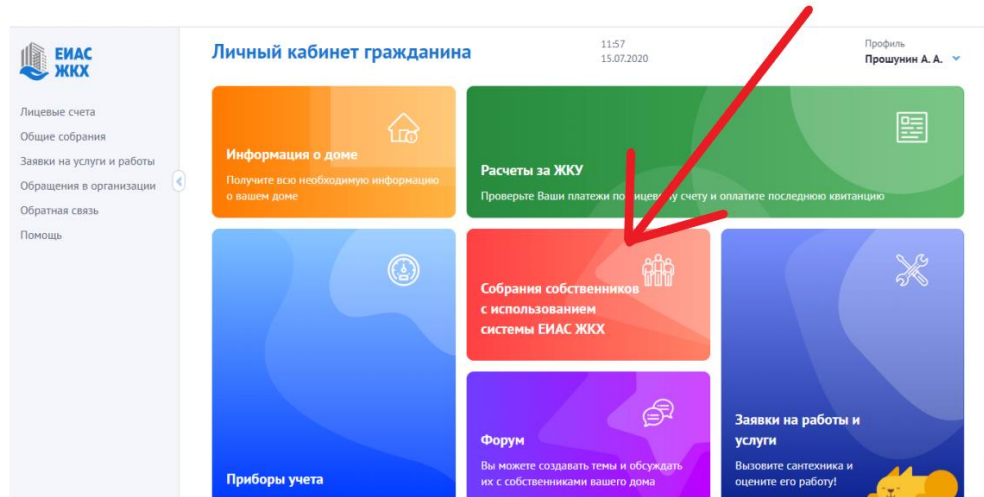 ЕИАС
ЖКХ
Личный кабинет гражданина
11:57
15.07.2020
Профиль
Прошунин А. А.
Лицевые счета
Общие собрания
Заявки на услуги и работы
Обращения в организации
Обратная связь
Помощь
Информация о доме
Получите всю необходимую информацию
о вашем доме
Расчеты за ЖКУ
Проверьте Ваши платежи по лицевому счету и оплатите последнюю квитанцию
Приборы учета
Собрания собственников
с использованием
системы ЕИАС ЖКХ
Форум
Вы можете создавать темы и обсуждать
их с собственниками вашего дома
Заявки на работы и
услуги
Вызовите сантехника и
оцените его работу!